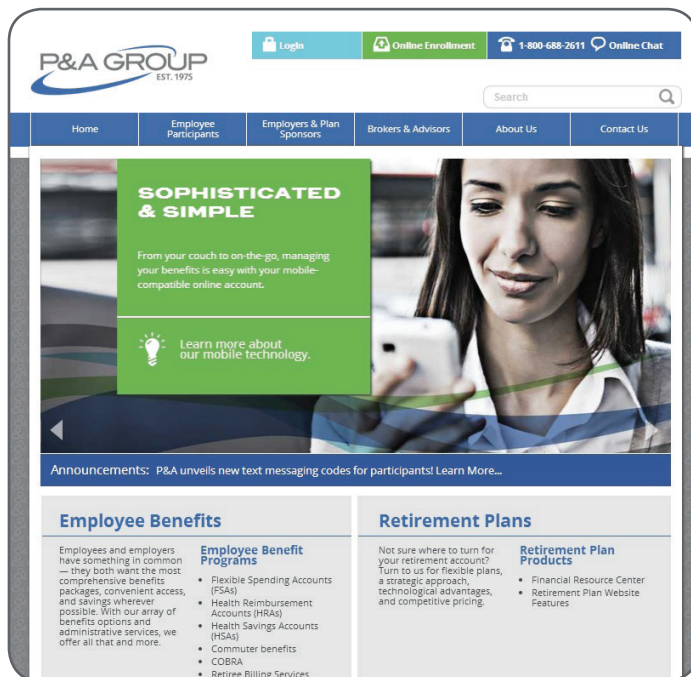 P&A GROUP
EST. 1975
Login
Online Enrollment
1-800-688-2611
Online Chat
Search
Home
Employee
Participants
Employers & Plan
Sponsors
Brokers & Advisors
About Us
Contact Us
SOPHISTICATED
& SIMPLE
From your couch to on-the-go, managing
your benefits is easy with your mobile-
compatible online account.
Learn more about
our mobile technology.
Announcements: P&A unveils new text messaging codes for participants! Learn More...
Employee Benefits
Employees and employers
have something in common
— they both want the most
comprehensive benefits
packages, convenient access,
and savings wherever
possible. With our array of
benefits options and
administrative services, we
offer all that and more.
Employee Benefit
Programs
• Flexible Spending Accounts
(FSAs)
• Health Reimbursement
Accounts (HRAs)
• Health Savings Accounts
(HSAs)
• Commuter benefits
• COBRA
• Retiree Billing Services
Retirement Plans
Not sure where to turn for
your retirement account?
Turn to us for flexible plans,
a strategic approach,
technological advantages,
and competitive pricing.
Retirement Plan
Products
• Financial Resource Center
• Retirement Plan Website
Features